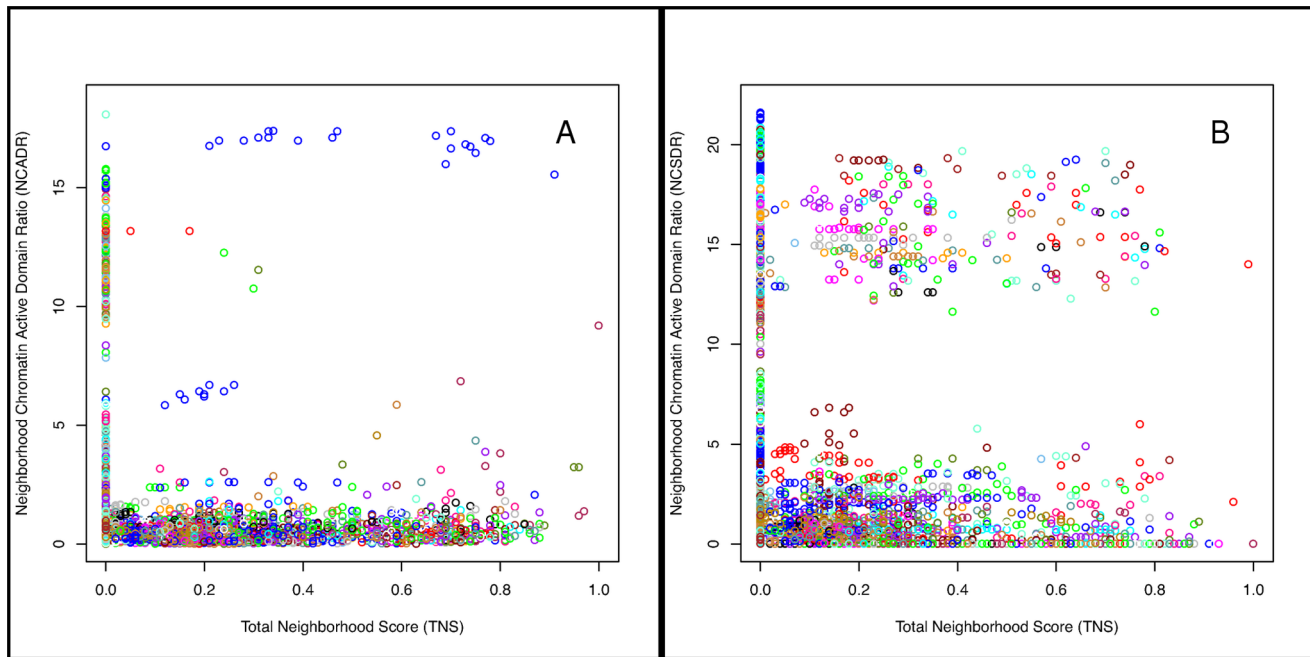 A
Neighborhood Chromatin Active Domain Ratio (NCADR)
15
10
5
0
0.0 0.2 0.4 0.6 0.8 1.0
Total Neighborhood Score (TNS)
B
Neighborhood Chromatin Active Domain Ratio (NCSDR)
20
15
10
5
0
0.0 0.2 0.4 0.6 0.8 1.0
Total Neighborhood Score (TNS)